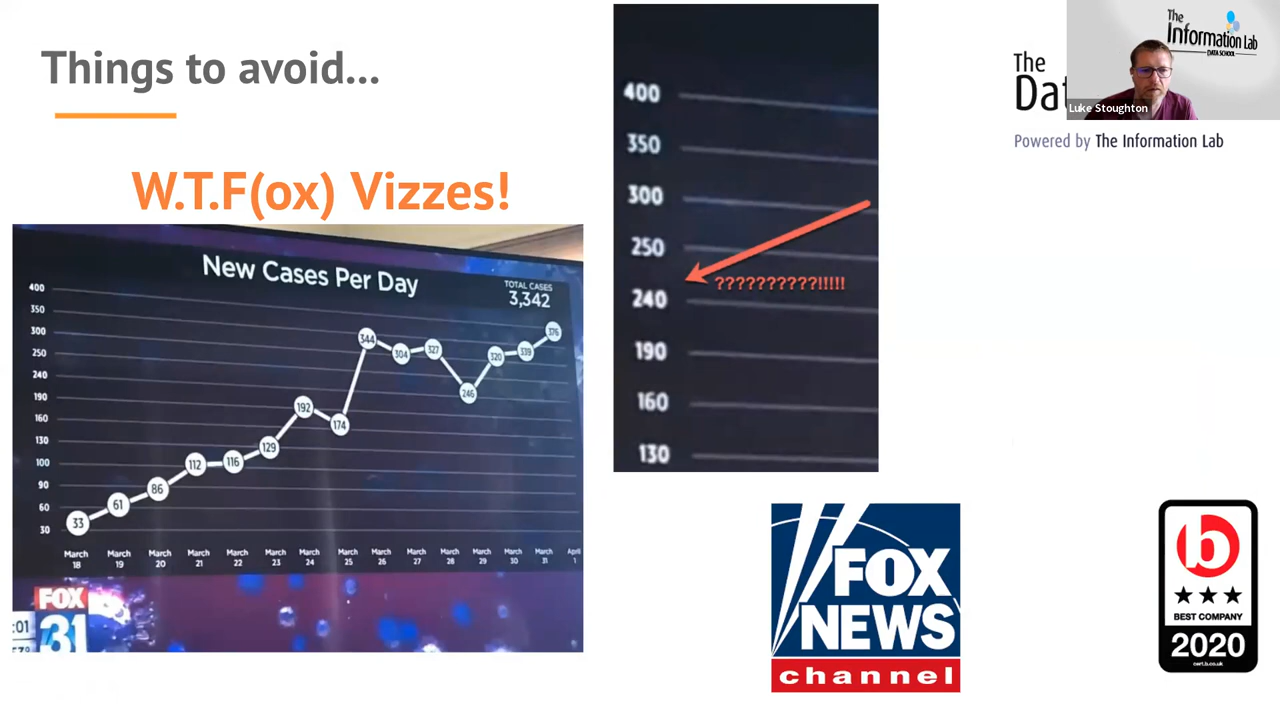 Things to avoid...
W.T.F(ox) Vizzes!
New Cases Per Day
TOTAL CASES
3,342
400
350
300
250
240
190
160
130
100
90
60
30
33
61
86
112
116
129
192
174
344
304
327
246
320
339
376
March
18
March
19
March
20
March
21
March
22
March
23
March
24
March
25
March
26
March
27
March
28
March
29
March
30
March
31
April
1
FOX
31
:01
400
350
300
250
??????????!!!!!
240
190
160
130
The
Information Lab
DATA SCHOOL
Luke Stoughton
The
Da
Powered by The Information Lab
FOX
NEWS
channel
b
BEST COMPANY
2020